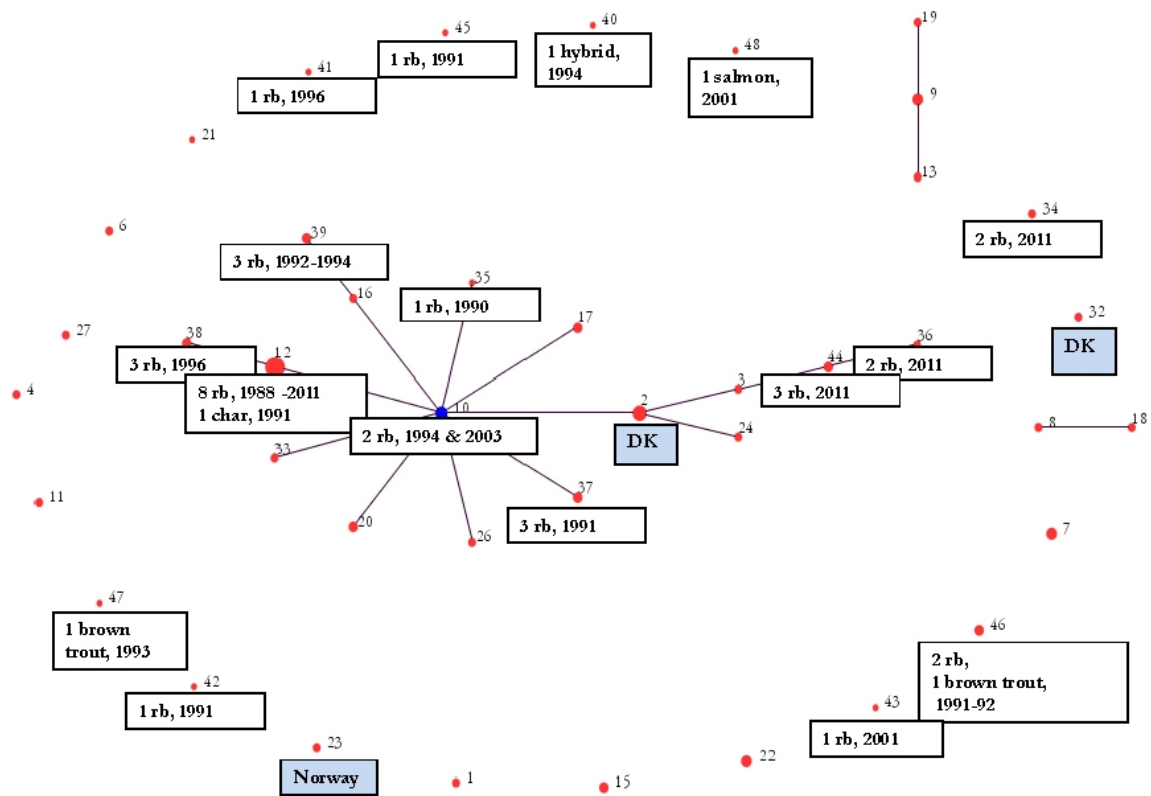 19
40
45
1 rb, 1991
1 hybrid,
1994
48
1 salmon,
2001
41
1 rb, 1996
9
21
13
34
2 rb, 2011
6
39
3 rb, 1992-1994
16
35
1 rb, 1990
17
32
DK
27
38
3 rb, 1996
12
8 rb, 1988 -2011
1 char, 1991
36
2 rb, 2011
44
3 rb, 2011
3
4
10
2 rb, 1994 & 2003
2
DK
24
8
18
33
11
20
26
37
3 rb, 1991
7
47
1 brown
trout, 1993
46
2 rb,
1 brown trout,
1991-92
42
1 rb, 1991
43
1 rb, 2001
23
Norway
1
15
22